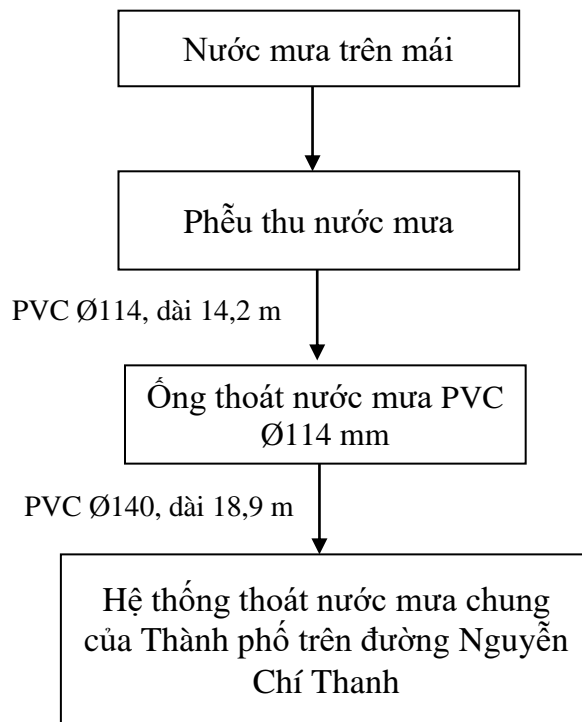 Nước mưa trên mái
Phễu thu nước mưa
PVC Ø114, dài 14,2 m
Ống thoát nước mưa PVC
Ø114 mm
PVC Ø140, dài 18,9 m
Hệ thống thoát nước mưa chung
của Thành phố trên đường Nguyễn
Chí Thanh